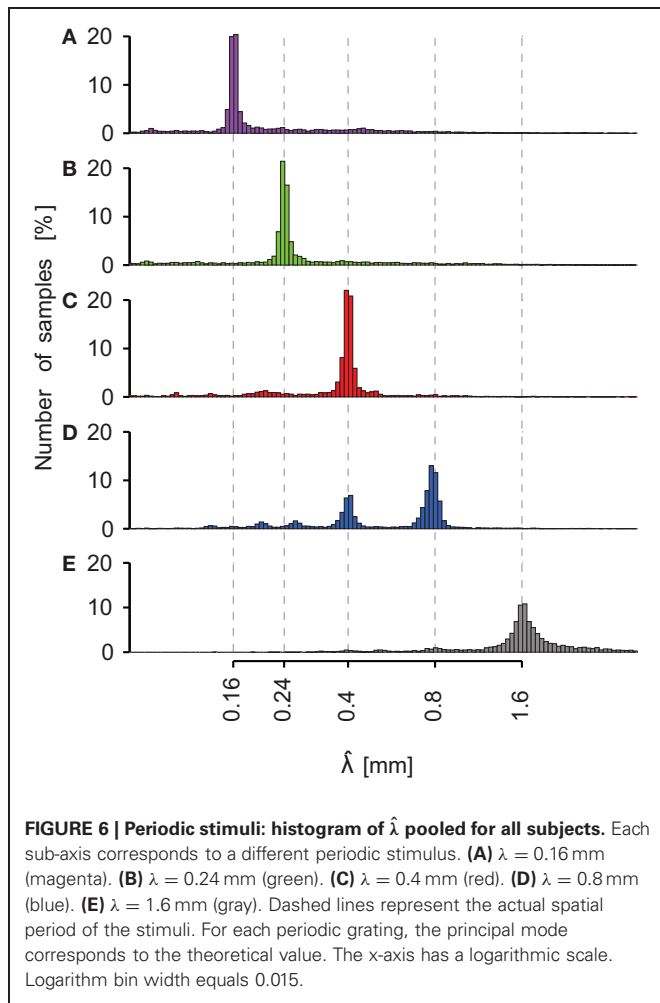 A 20
10
0
B 20
10
0
C 20
10
0
D 20
10
0
E 20
10
0
Number of samples [%]
0.16 0.24 0.4 0.8 1.6
λ̂ [mm]
FIGURE 6 | Periodic stimuli: histogram of λ̂ pooled for all subjects. Each
sub-axis corresponds to a different periodic stimulus. (A) λ = 0.16 mm
(magenta). (B) λ = 0.24 mm (green). (C) λ = 0.4 mm (red). (D) λ = 0.8 mm
(blue). (E) λ = 1.6 mm (gray). Dashed lines represent the actual spatial
period of the stimuli. For each periodic grating, the principal mode
corresponds to the theoretical value. The x-axis has a logarithmic scale.
Logarithm bin width equals 0.015.